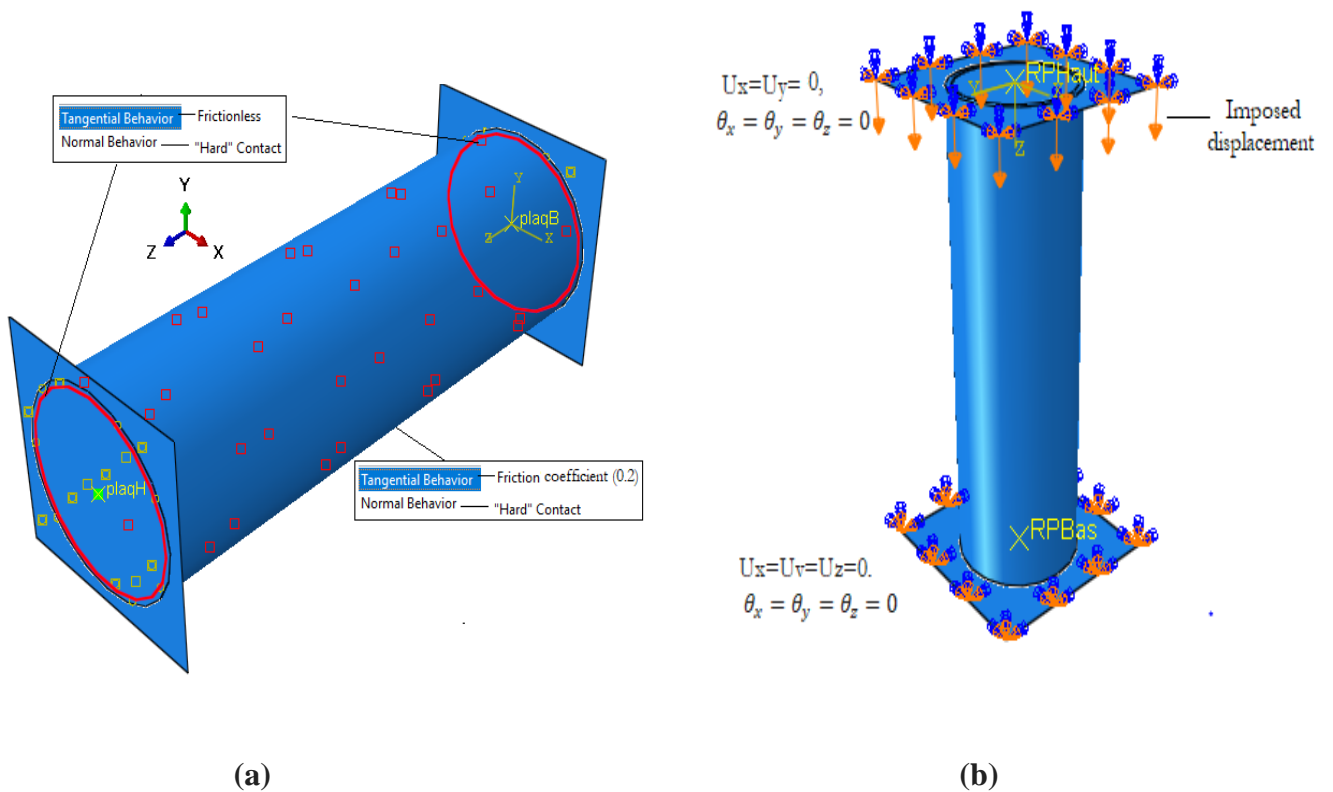 Tangential Behavior
Frictionless
Normal Behavior
"Hard" Contact
Y
Z
X
Y
plaqB
Z
X
plaqH
Tangential Behavior
Friction coefficient (0.2)
Normal Behavior
"Hard" Contact
(a)
Ux=Uy= 0,
θx = θy = θz = 0
RPHaut
Y
X
Z
Imposed
displacement
RPBas
Ux=Uy=Uz=0.
θx = θy = θz = 0
(b)